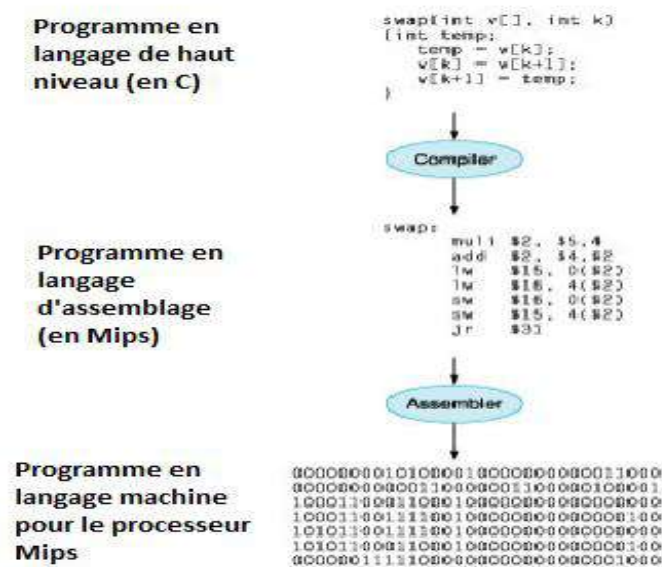 Programme en
langage de haut
niveau (en C)
swap(int v[], int k)
{int temp;
temp = v[k];
v[k] = v[k+1];
v[k+1] = temp;
}
Compiler
Programme en
langage
d'assemblage
(en Mips)
swap:
muli $2, $5,4
add $2, $4,$2
lw $15, 0($2)
lw $16, 4($2)
sw $16, 0($2)
sw $15, 4($2)
jr $31
Assembler
Programme en
langage machine
pour le processeur
Mips